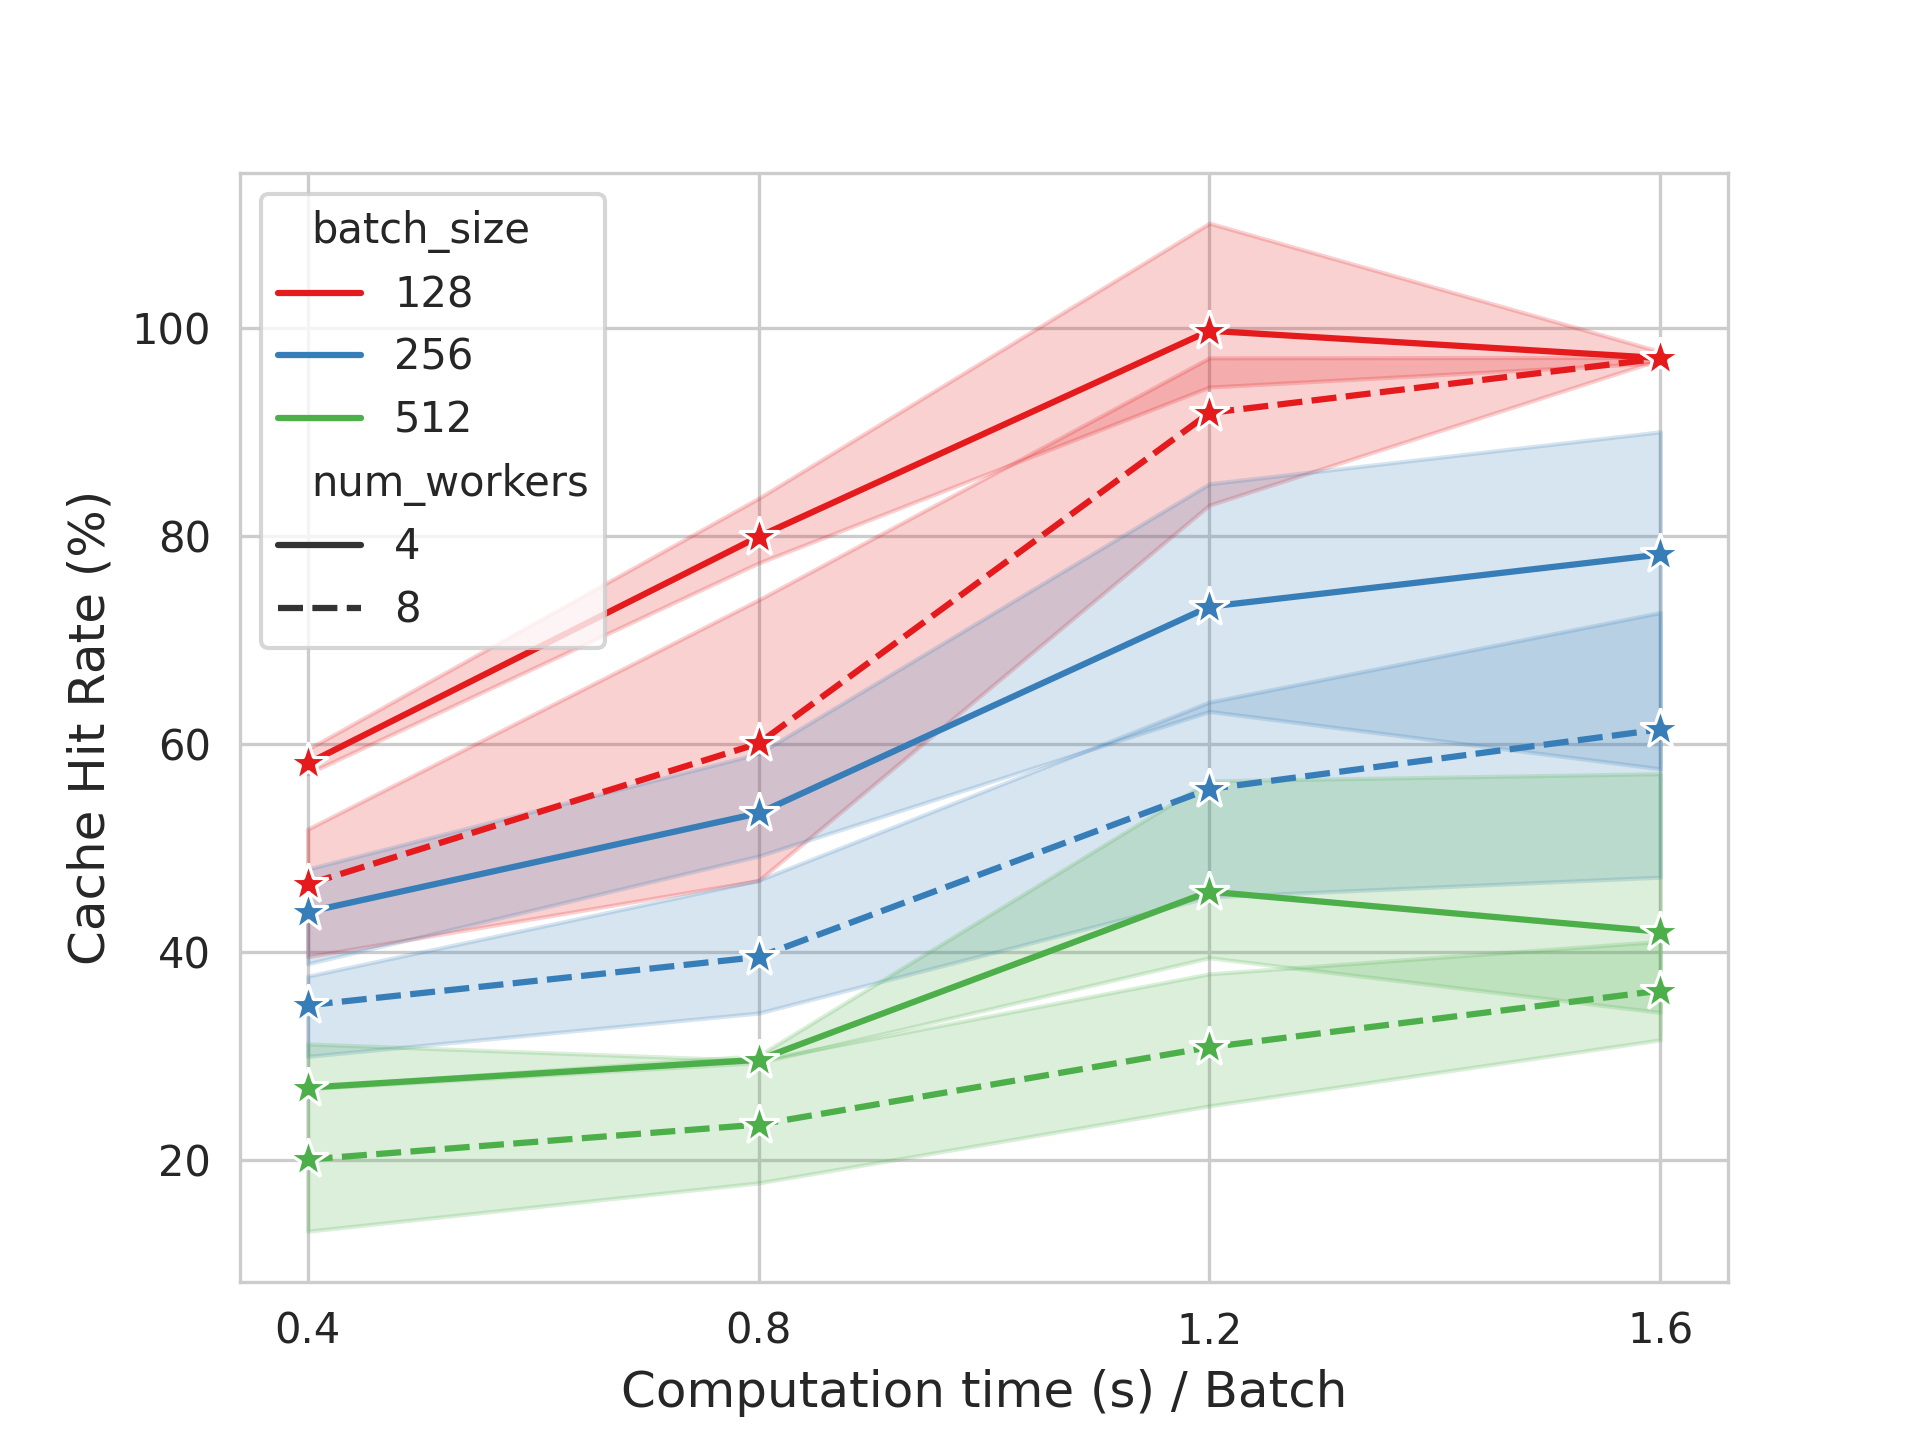 batch_size
128
256
512
num_workers
4
8
Cache Hit Rate (%)
100
80
60
40
20
0.4 0.8 1.2 1.6
Computation time (s) / Batch